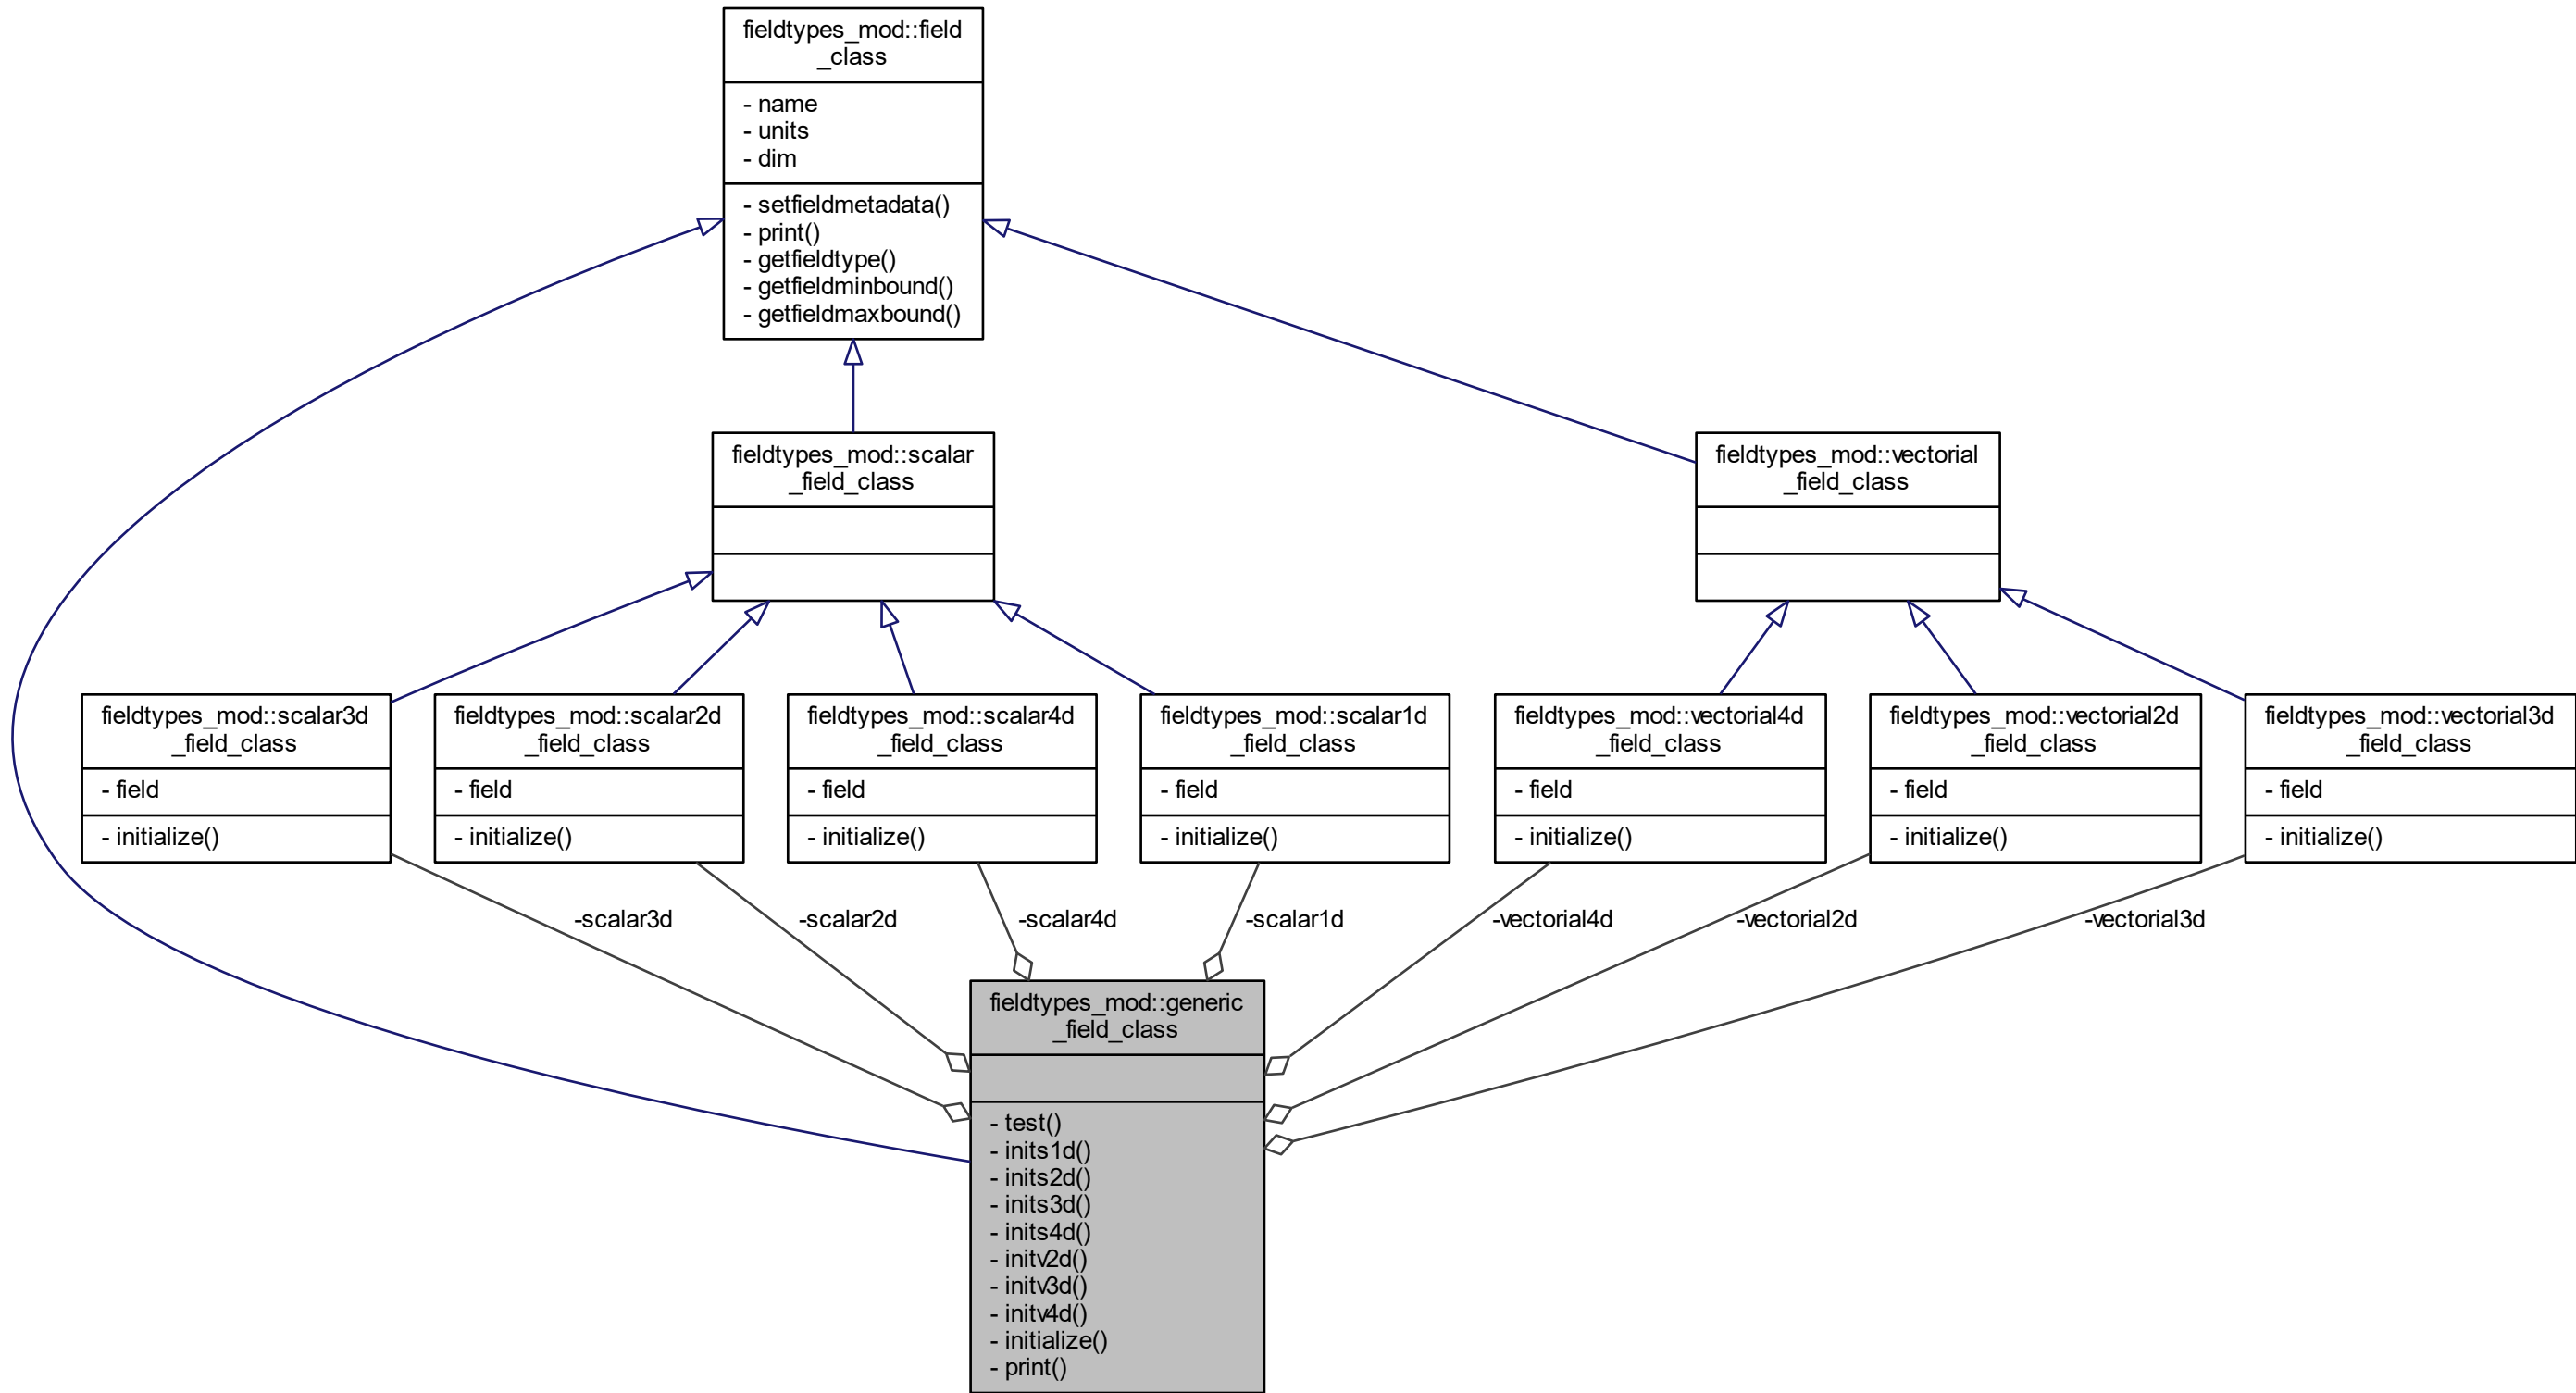 fieldtypes_mod::field
_class
- name
- units
- dim
- setfieldmetadata()
- print()
- getfieldtype()
- getfieldminbound()
- getfieldmaxbound()
fieldtypes_mod::scalar
_field_class
fieldtypes_mod::vectorial
_field_class
fieldtypes_mod::scalar3d
_field_class
- field
- initialize()
fieldtypes_mod::scalar2d
_field_class
- field
- initialize()
fieldtypes_mod::scalar4d
_field_class
- field
- initialize()
fieldtypes_mod::scalar1d
_field_class
- field
- initialize()
fieldtypes_mod::vectorial4d
_field_class
- field
- initialize()
fieldtypes_mod::vectorial2d
_field_class
- field
- initialize()
fieldtypes_mod::vectorial3d
_field_class
- field
- initialize()
-scalar3d
-scalar2d
-scalar4d
-scalar1d
-vectorial4d
-vectorial2d
-vectorial3d
fieldtypes_mod::generic
_field_class
- test()
- inits1d()
- inits2d()
- inits3d()
- inits4d()
- initv2d()
- initv3d()
- initv4d()
- initialize()
- print()